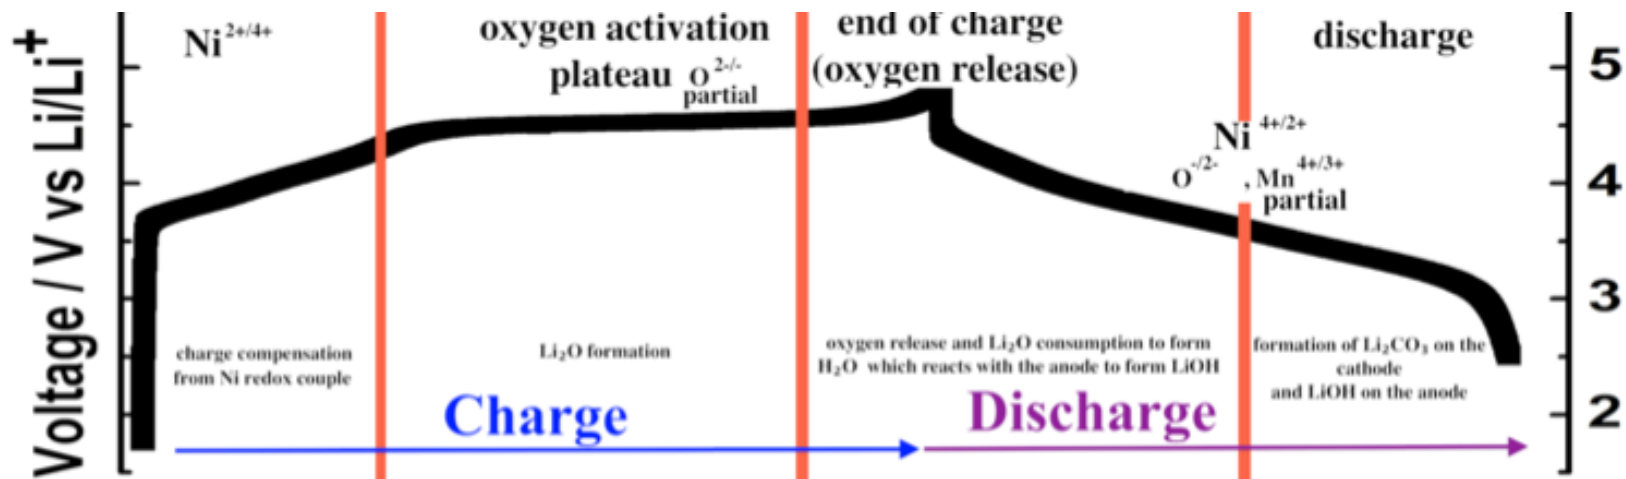 Voltage / V vs Li/Li⁺
Ni²⁺/⁴⁺
oxygen activation
plateau O²⁻/⁻
partial
end of charge
(oxygen release)
discharge
Ni ⁴⁺/²⁺
O⁻/²⁻ , Mn⁴⁺/³⁺
partial
5
4
3
2
charge compensation
from Ni redox couple
Li₂O formation
oxygen release and Li₂O consumption to form
H₂O which reacts with the anode to form LiOH
formation of Li₂CO₃ on the
cathode
and LiOH on the anode
Charge
Discharge